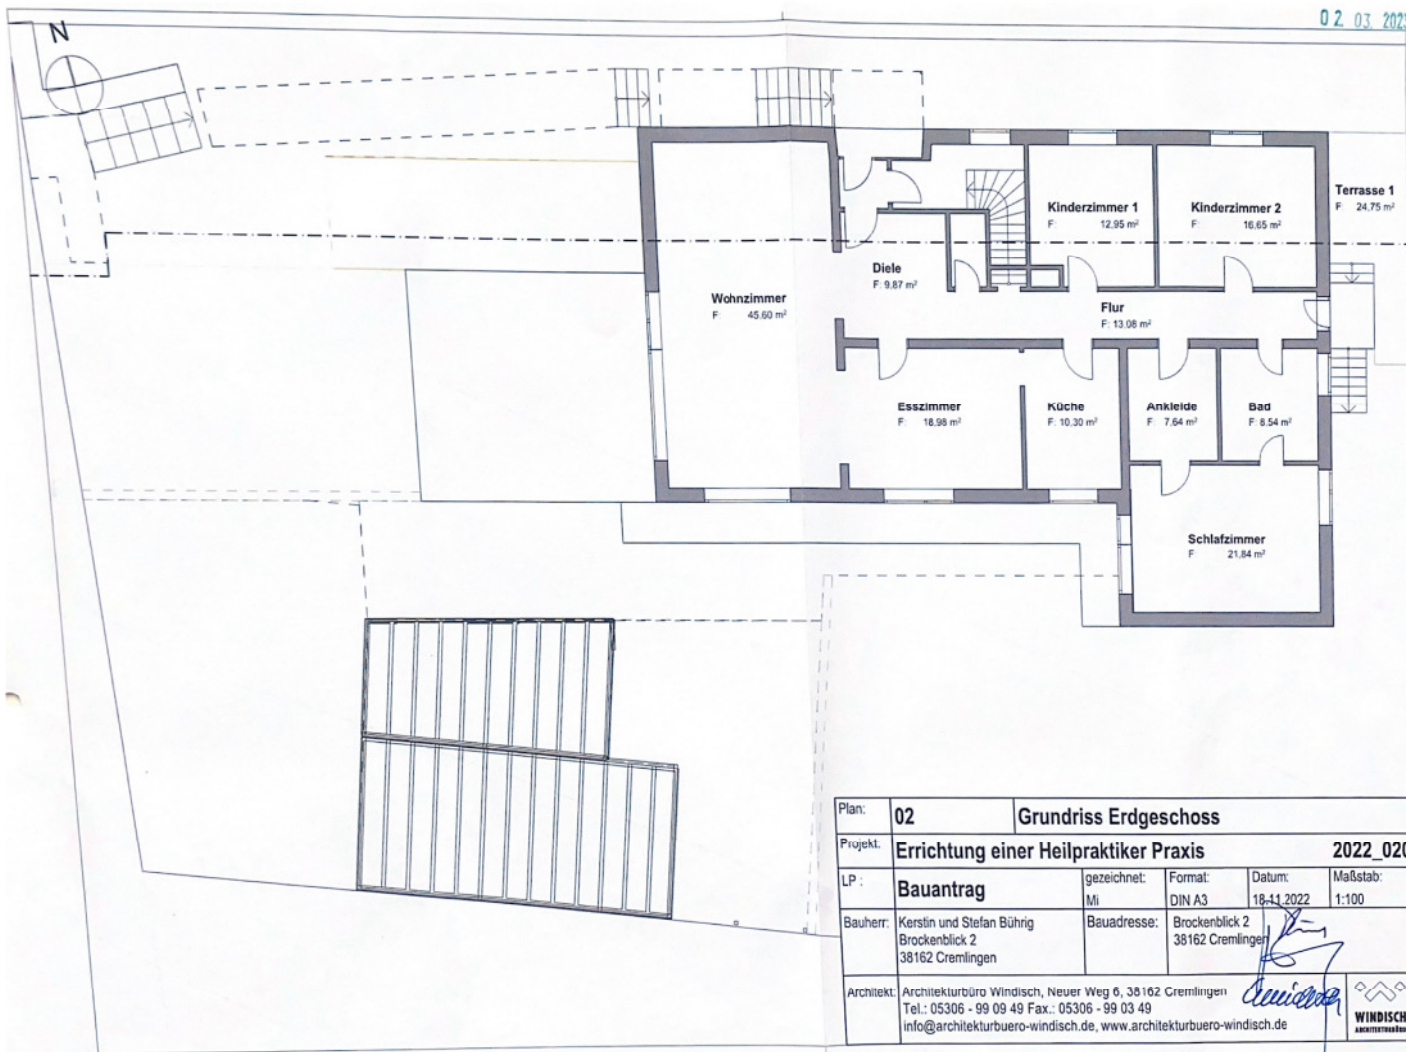 02 03. 202
N
Kinderzimmer 1
F: 12,95 m²
Kinderzimmer 2
F: 16,65 m²
Terrasse 1
F 24,75 m²
Diele
F: 9,87 m²
Wohnzimmer
F: 45.60 m²
Flur
F: 13.08 m²
Esszimmer
F: 18,98 m²
Küche
F: 10,30 m²
Ankleide
F: 7,64 m²
Bad
F: 8.54 m²
Schlafzimmer
F 21,84 m²
Plan: 02 Grundriss Erdgeschoss
Projekt: Errichtung einer Heilpraktiker Praxis 2022_020
LP : Bauantrag
gezeichnet: Mi
Format: DIN A3
Datum: 18.11.2022
Maßstab: 1:100
Bauherr: Kerstin und Stefan Bührig
Brockenblick 2
38162 Cremlingen
Bauadresse: Brockenblick 2
38162 Cremlingen
Architekt: Architekturbüro Windisch, Neuer Weg 6, 38162 Cremlingen
Tel.: 05306 - 99 09 49 Fax.: 05306 - 99 03 49
info@architekturbuero-windisch.de, www.architekturbuero-windisch.de
WINDISCH
ARCHITEKTURBÜRO